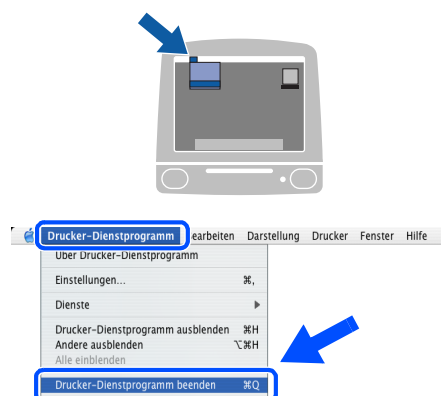 Drucker-Dienstprogramm earbeiten Darstellung Drucker Fenster Hilfe
Über Drucker-Dienstprogramm
Einstellungen... ⌘,
Dienste ▶
Drucker-Dienstprogramm ausblenden ⌘H
Andere ausblenden ⌥⌘H
Alle einblenden
Drucker-Dienstprogramm beenden ⌘Q